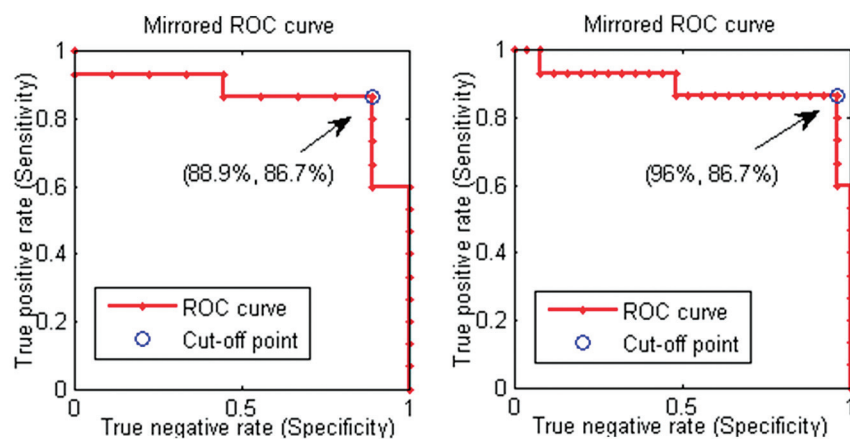 Mirrored ROC curve
True positive rate (Sensitivity)
1
0.8
0.6
0.4
0.2
0
(88.9%, 86.7%)
ROC curve
Cut-off point
0
0.5
1
True negative rate (Specificity)
Mirrored ROC curve
True positive rate (Sensitivity)
1
0.8
0.6
0.4
0.2
0
(96%, 86.7%)
ROC curve
Cut-off point
0
0.5
1
True negative rate (Specificity)